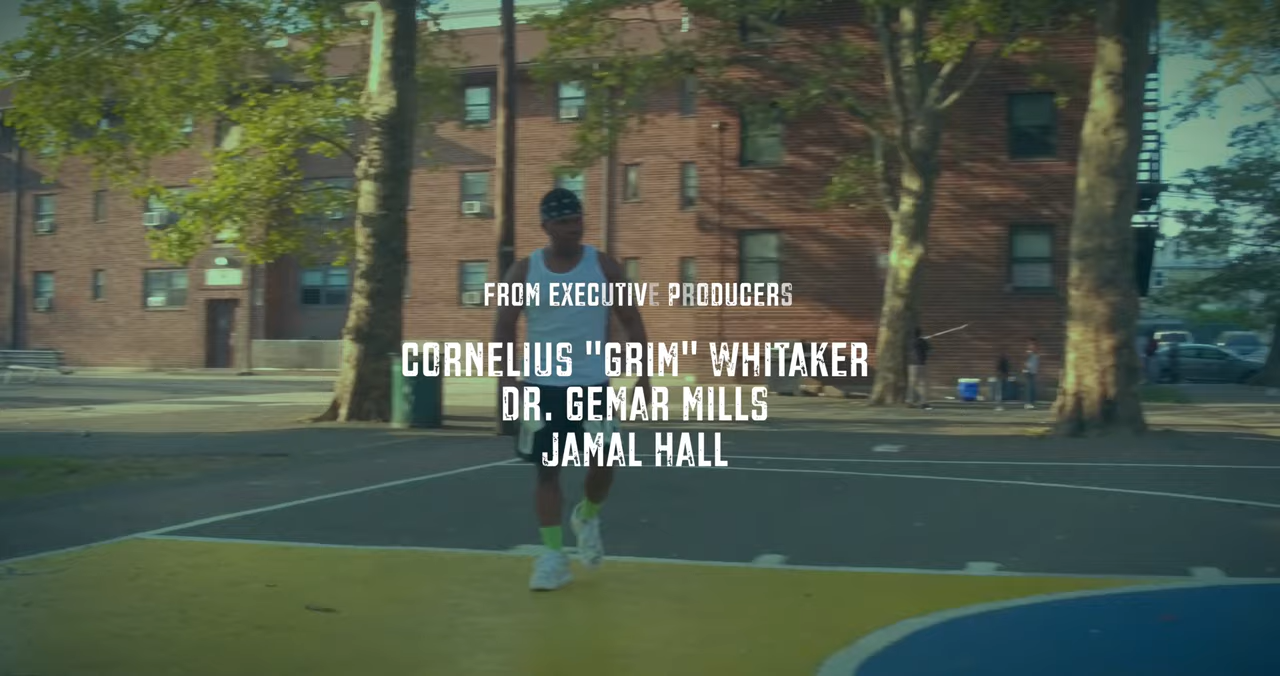 FROM EXECUTIVE PRODUCERS
CORNELIUS "GRIM" WHITAKER
DR. GEMAR MILLS
JAMAL HALL